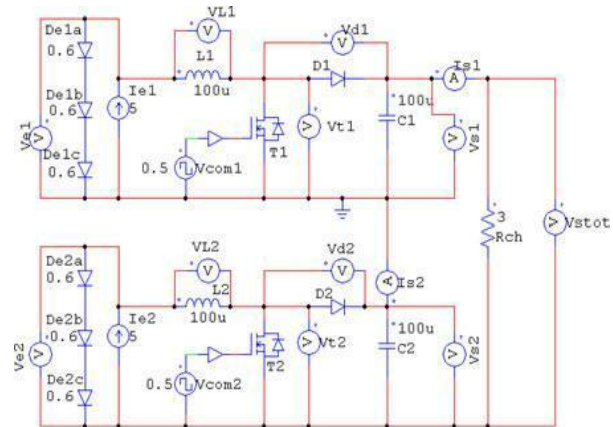 VL1
Vd1
De1a
0.6
L1
D1
Is1
A
100u
De1b
0.6
Ie1
5
100u
C1
Vt1
Vs1
Ve1
De1c
0.6
0.5
Vcom1
T1
3
Rch
Vstot
VL2
Vd2
De2a
0.6
L2
D2
Is2
A
100u
De2b
0.6
Ie2
5
100u
C2
Vt2
Vs2
Ve2
De2c
0.6
0.5
Vcom2
T2
V
V
V
V
V
V
V
V
V
V
V